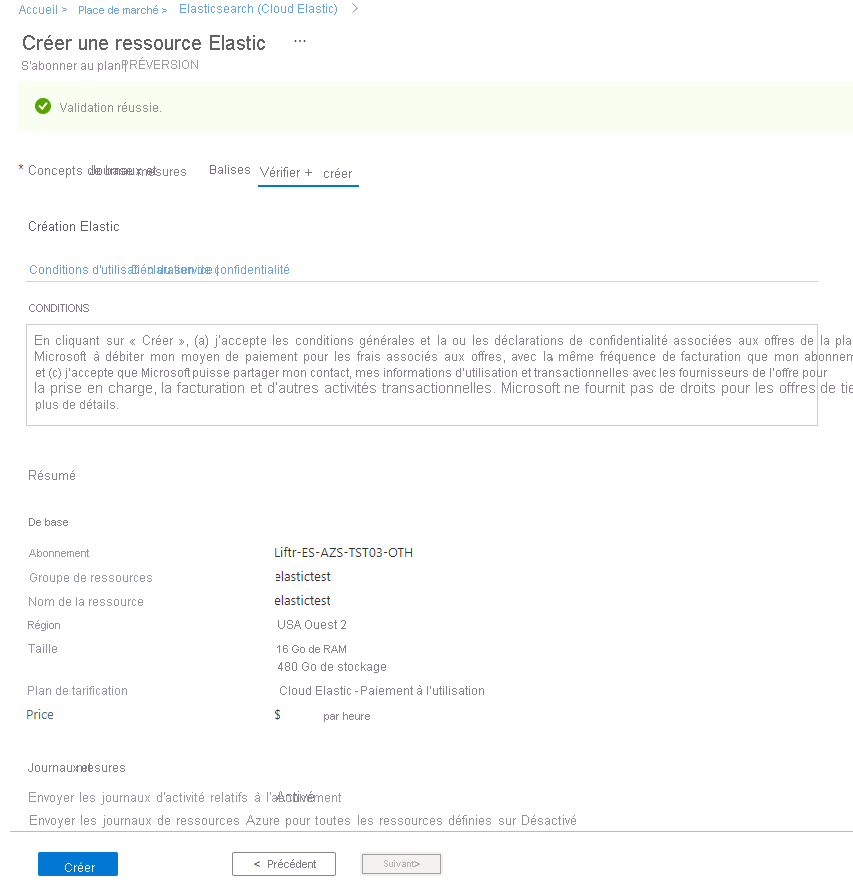 Accueil > Place de marché > Elasticsearch (Cloud Elastic) >
Créer une ressource Elastic ...
S'abonner au plan PRÉVERSION
Validation réussie.
* Concepts de base Journaux et mesures Balises Vérifier + créer
Création Elastic
Conditions d'utilisation du service | Déclaration de confidentialité
CONDITIONS
En cliquant sur « Créer », (a) j'accepte les conditions générales et la ou les déclarations de confidentialité associées aux offres de la pla
Microsoft à débiter mon moyen de paiement pour les frais associés aux offres, avec la même fréquence de facturation que mon abonnem
et (c) j'accepte que Microsoft puisse partager mon contact, mes informations d'utilisation et transactionnelles avec les fournisseurs de l'offre pour
la prise en charge, la facturation et d'autres activités transactionnelles. Microsoft ne fournit pas de droits pour les offres de tie
plus de détails.
Résumé
De base
Abonnement Liftr-ES-AZS-TST03-OTH
Groupe de ressources elastictest
Nom de la ressource elastictest
Région USA Ouest 2
Taille 16 Go de RAM
480 Go de stockage
Plan de tarification Cloud Elastic - Paiement à l'utilisation
Price $ par heure
Journaux et mesures
Envoyer les journaux d'activité relatifs à l'abonnement Activé
Envoyer les journaux de ressources Azure pour toutes les ressources définies sur Désactivé
Créer < Précédent Suivant>